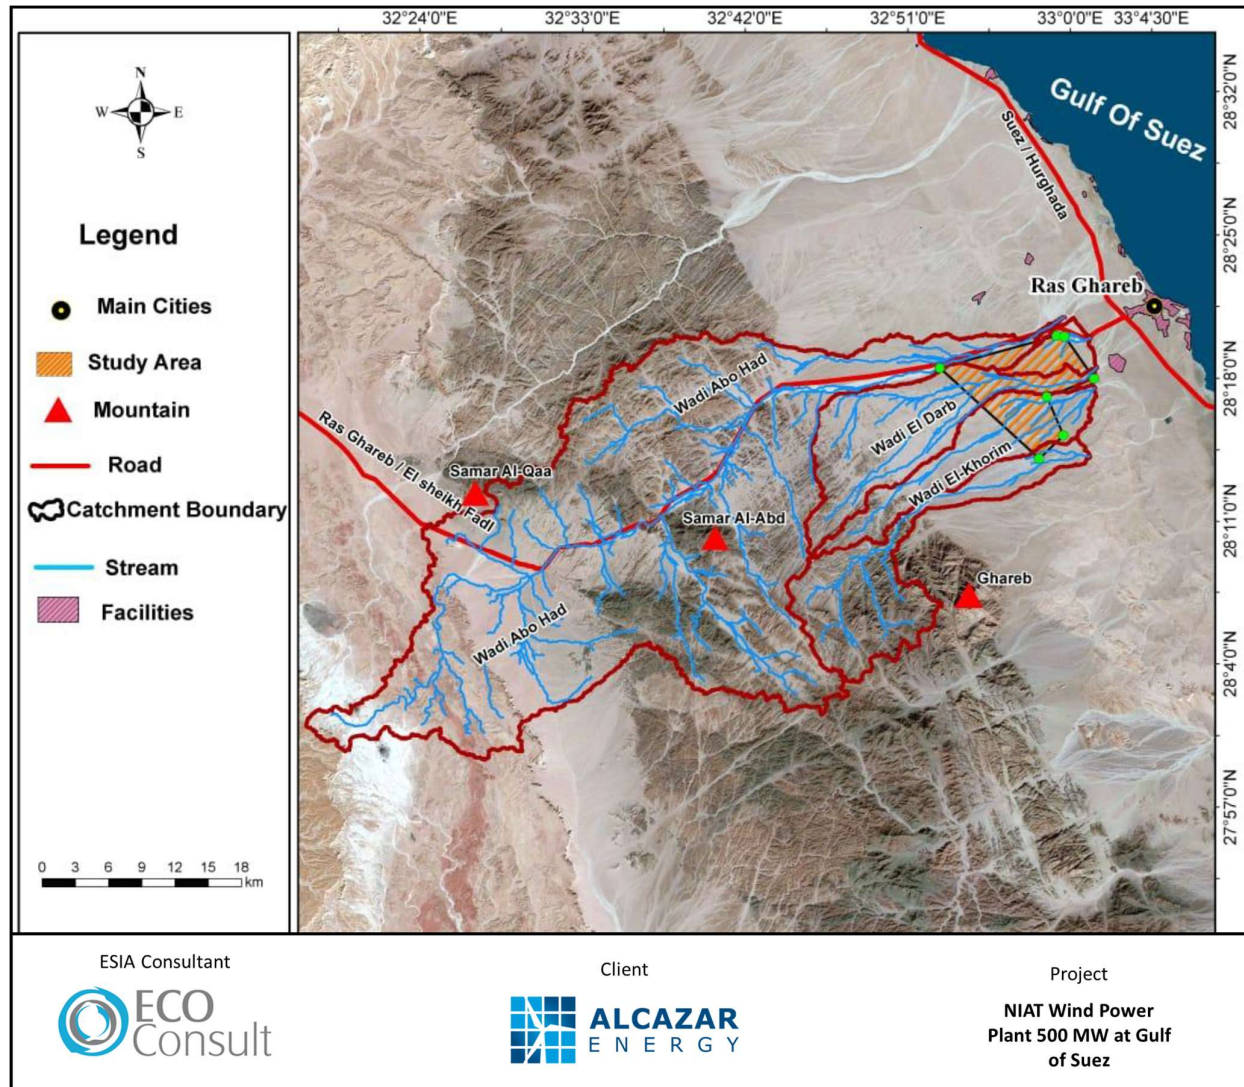 32°24'0"E
32°33'0"E
32°42'0"E
32°51'0"E
33°0'0"E
33°4'30"E
N
W
E
S
Legend
Main Cities
Study Area
Mountain
Road
Catchment Boundary
Stream
Facilities
0 3 6 9 12 15 18
km
Gulf Of Suez
Suez / Hurghada
Ras Ghareb
Wadi Abo Had
Wadi El Darb
Wadi El-Khorim
Ras Ghareb / El sheikh Fadl
Samar Al-Qaa
Samar Al-Abd
Ghareb
Wadi Abo Had
28°32'0"N
28°25'0"N
28°18'0"N
28°11'0"N
28°4'0"N
27°57'0"N
ESIA Consultant
ECO
Consult
Client
ALCAZAR
ENERGY
Project
NIAT Wind Power
Plant 500 MW at Gulf
of Suez